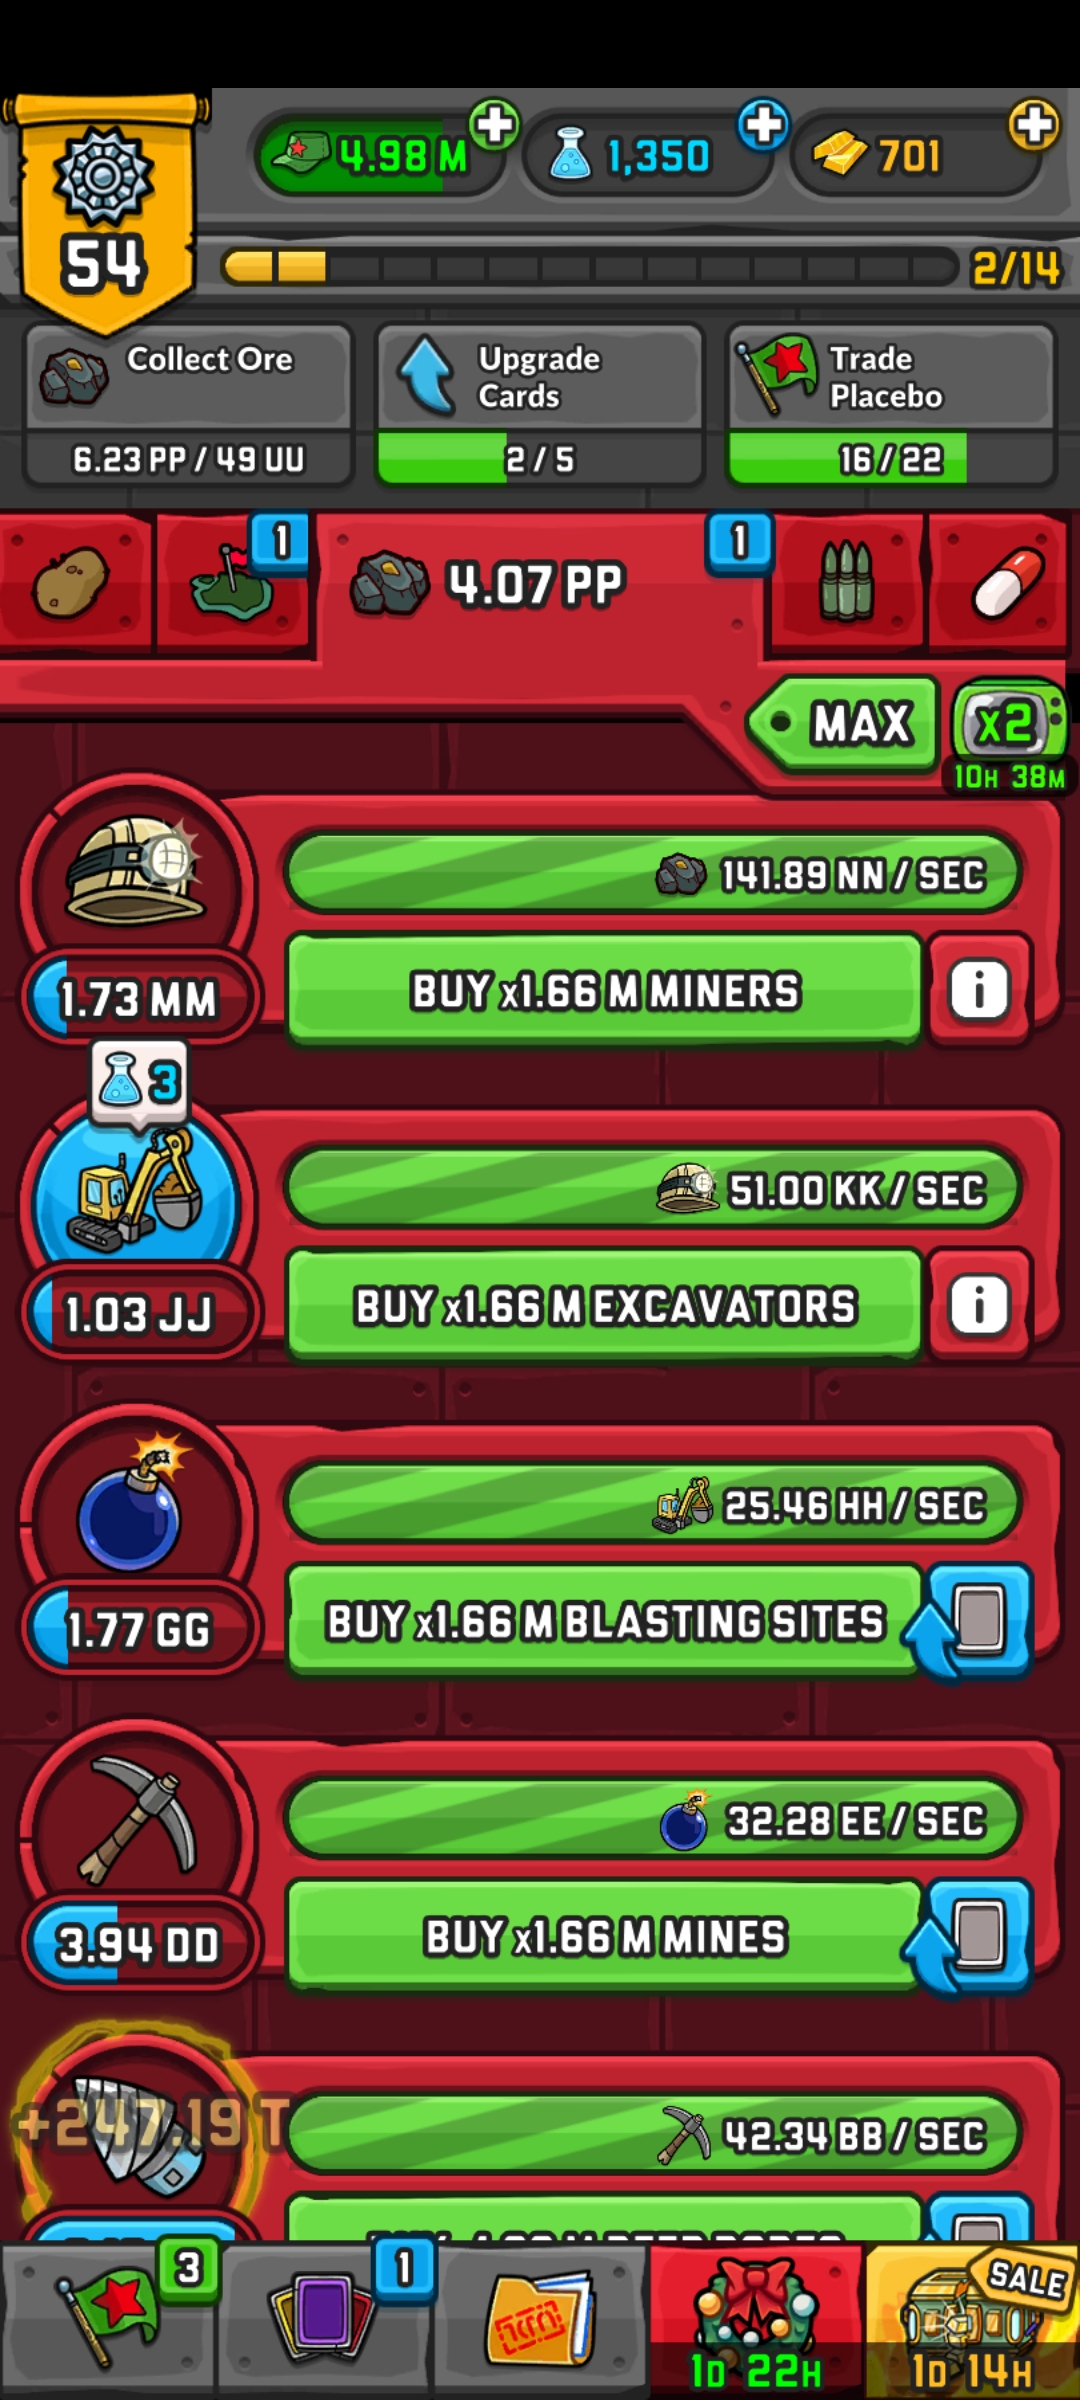 4.98 M
1,350
701
54
2/14
Collect Ore
6.23 PP / 49 UU
Upgrade
Cards
2 / 5
Trade
Placebo
16 / 22
1
4.07 PP
1
MAX
x2
10H 38M
141.89 NN / SEC
1.73 MM
BUY x1.66 M MINERS
i
3
51.00 KK / SEC
1.03 JJ
BUY x1.66 M EXCAVATORS
i
25.46 HH / SEC
1.77 GG
BUY x1.66 M BLASTING SITES
32.28 EE / SEC
3.94 DD
BUY x1.66 M MINES
+247.19 T
42.34 BB / SEC
3
1
SALE
1D 22H
1D 14H